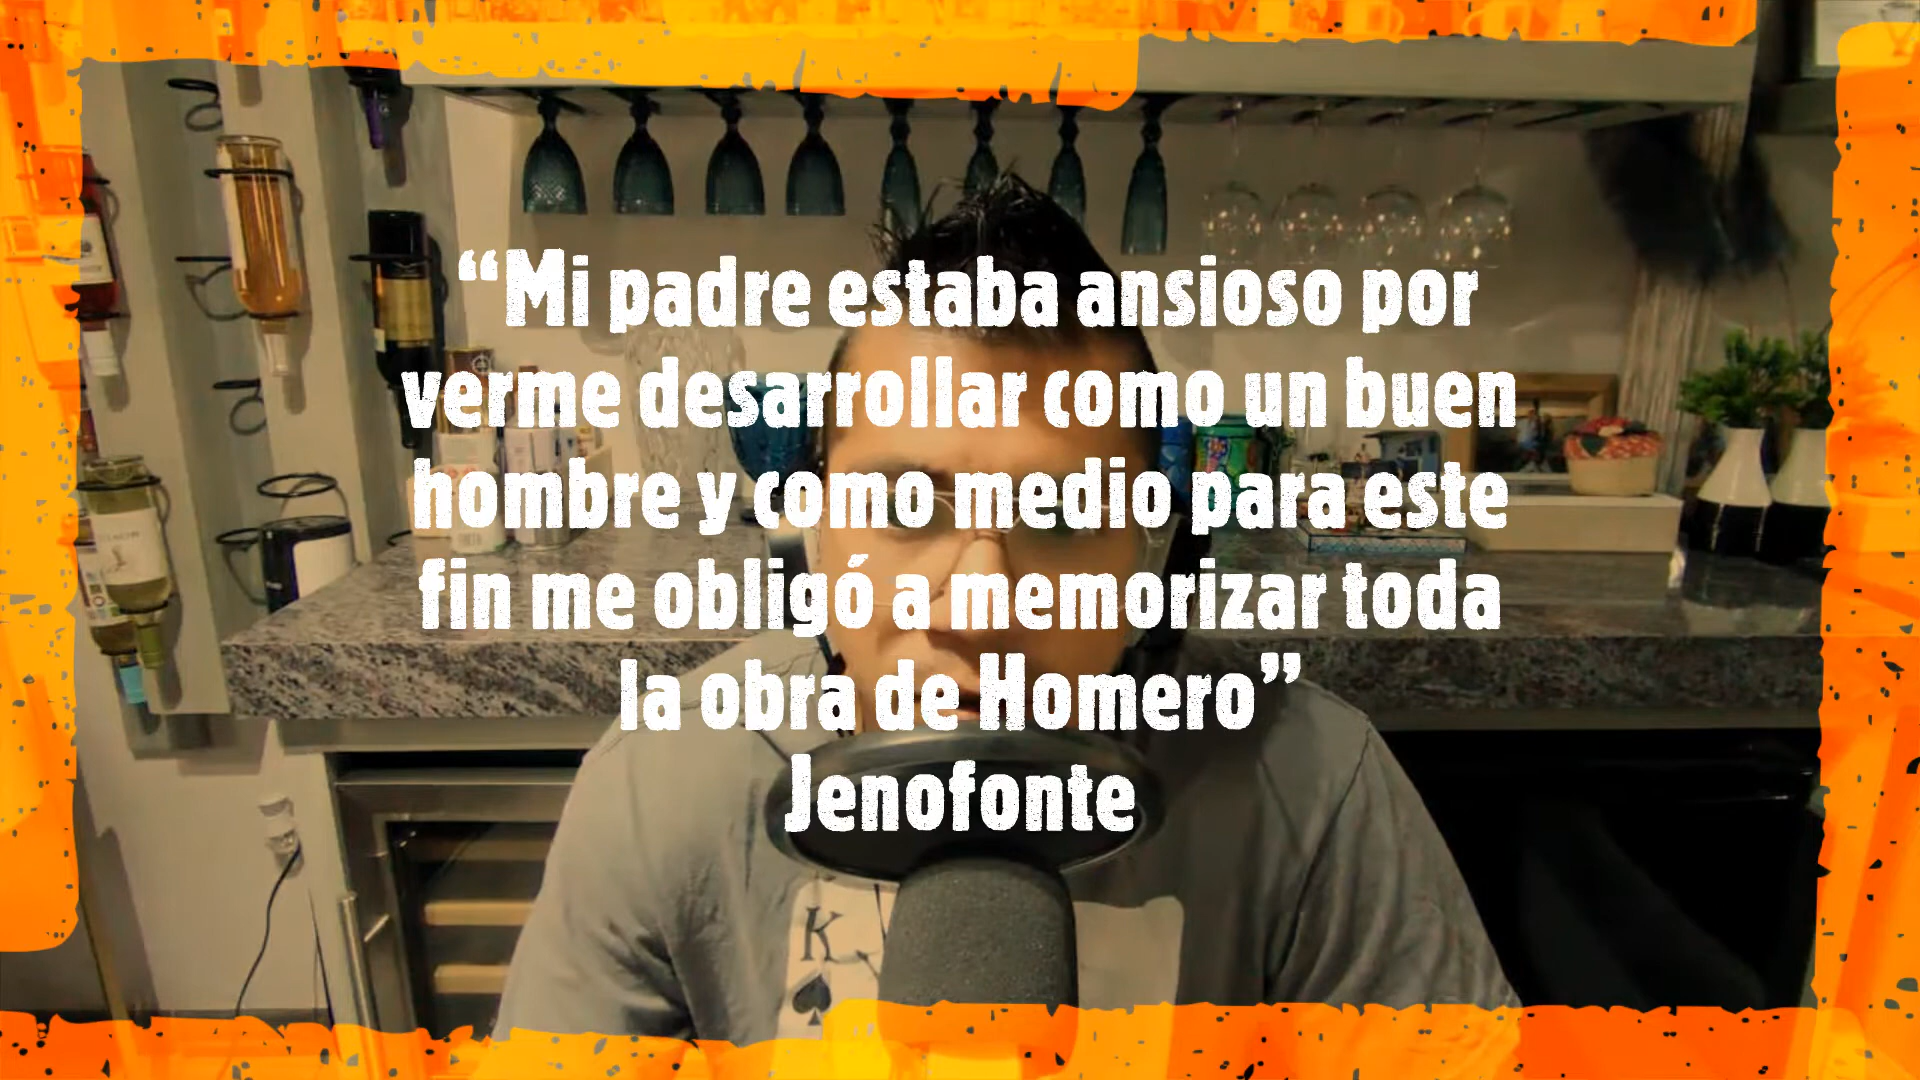 “Mi padre estaba ansioso por
verme desarrollar como un buen
hombre y como medio para este
fin me obligó a memorizar toda
la obra de Homero”
Jenofonte
K